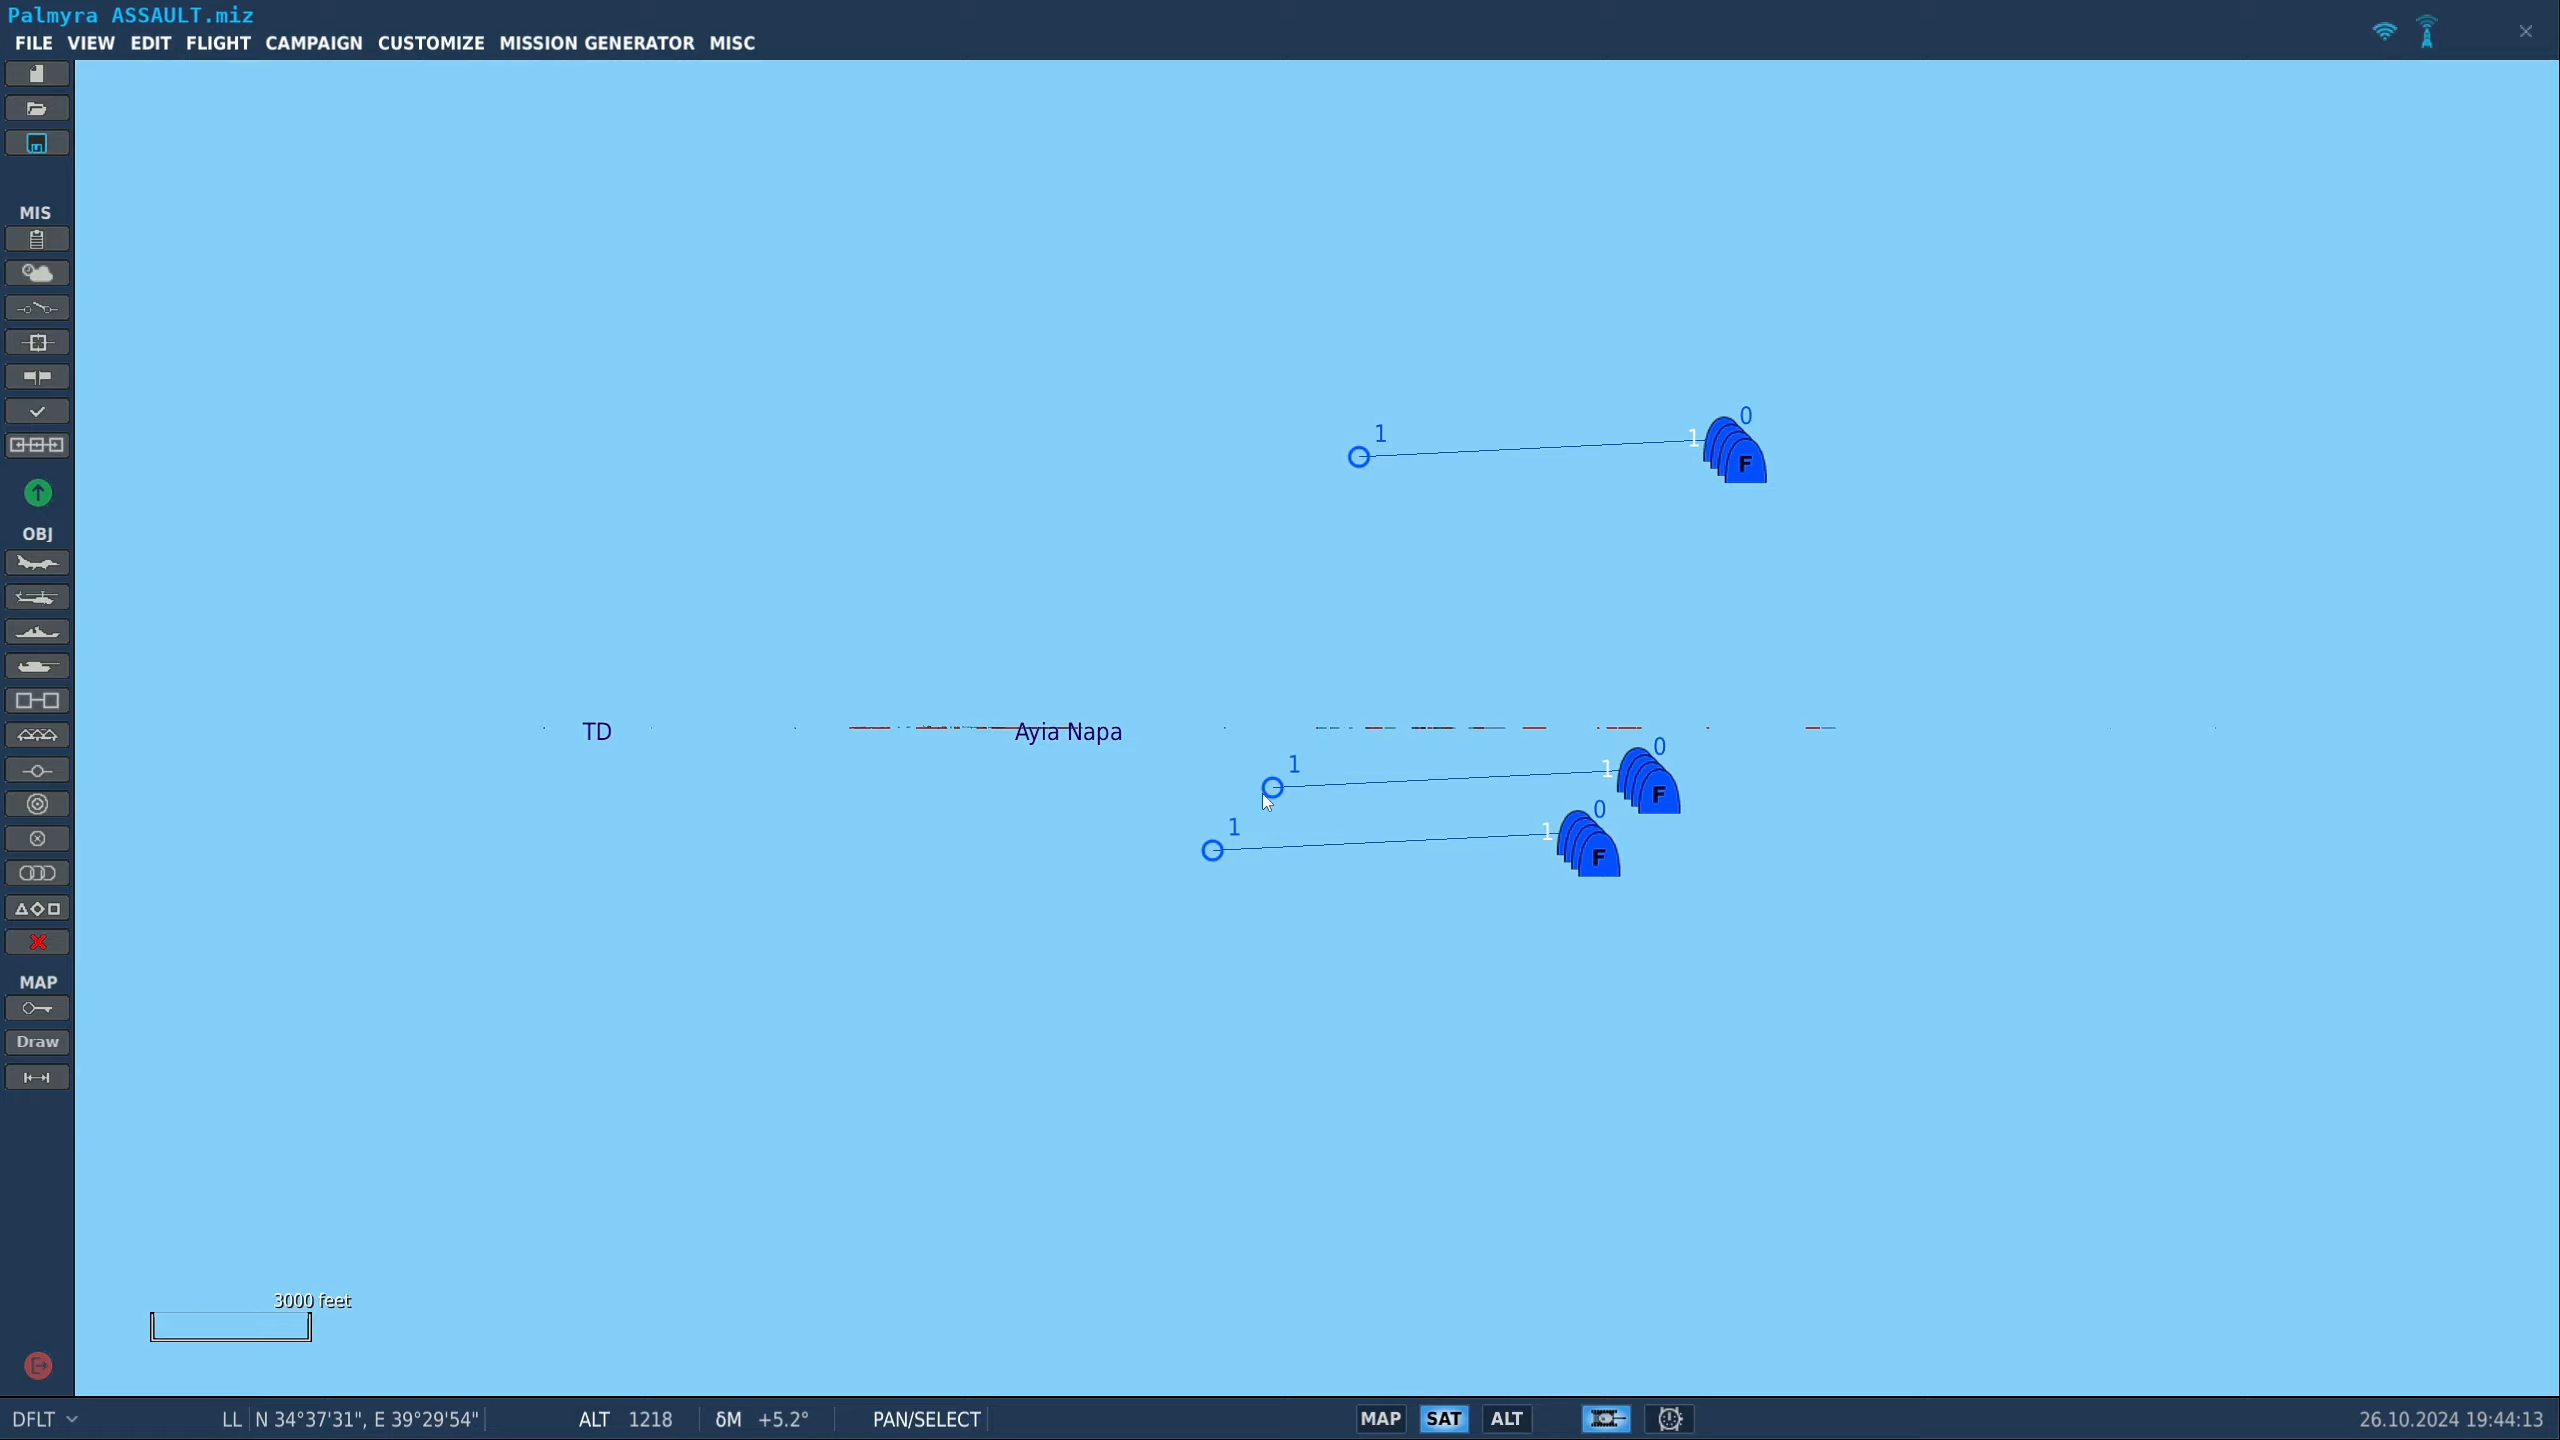 Palmyra ASSAULT.miz
FILE VIEW EDIT FLIGHT CAMPAIGN CUSTOMIZE MISSION GENERATOR MISC
MIS
OBJ
MAP
Draw
0
1
1
F
TD
Ayia Napa
0
1
1
F
0
1
1
F
3000 feet
DFLT LL N 34°37'31", E 39°29'54" ALT 1218 δM +5.2° PAN/SELECT MAP SAT ALT 26.10.2024 19:44:13